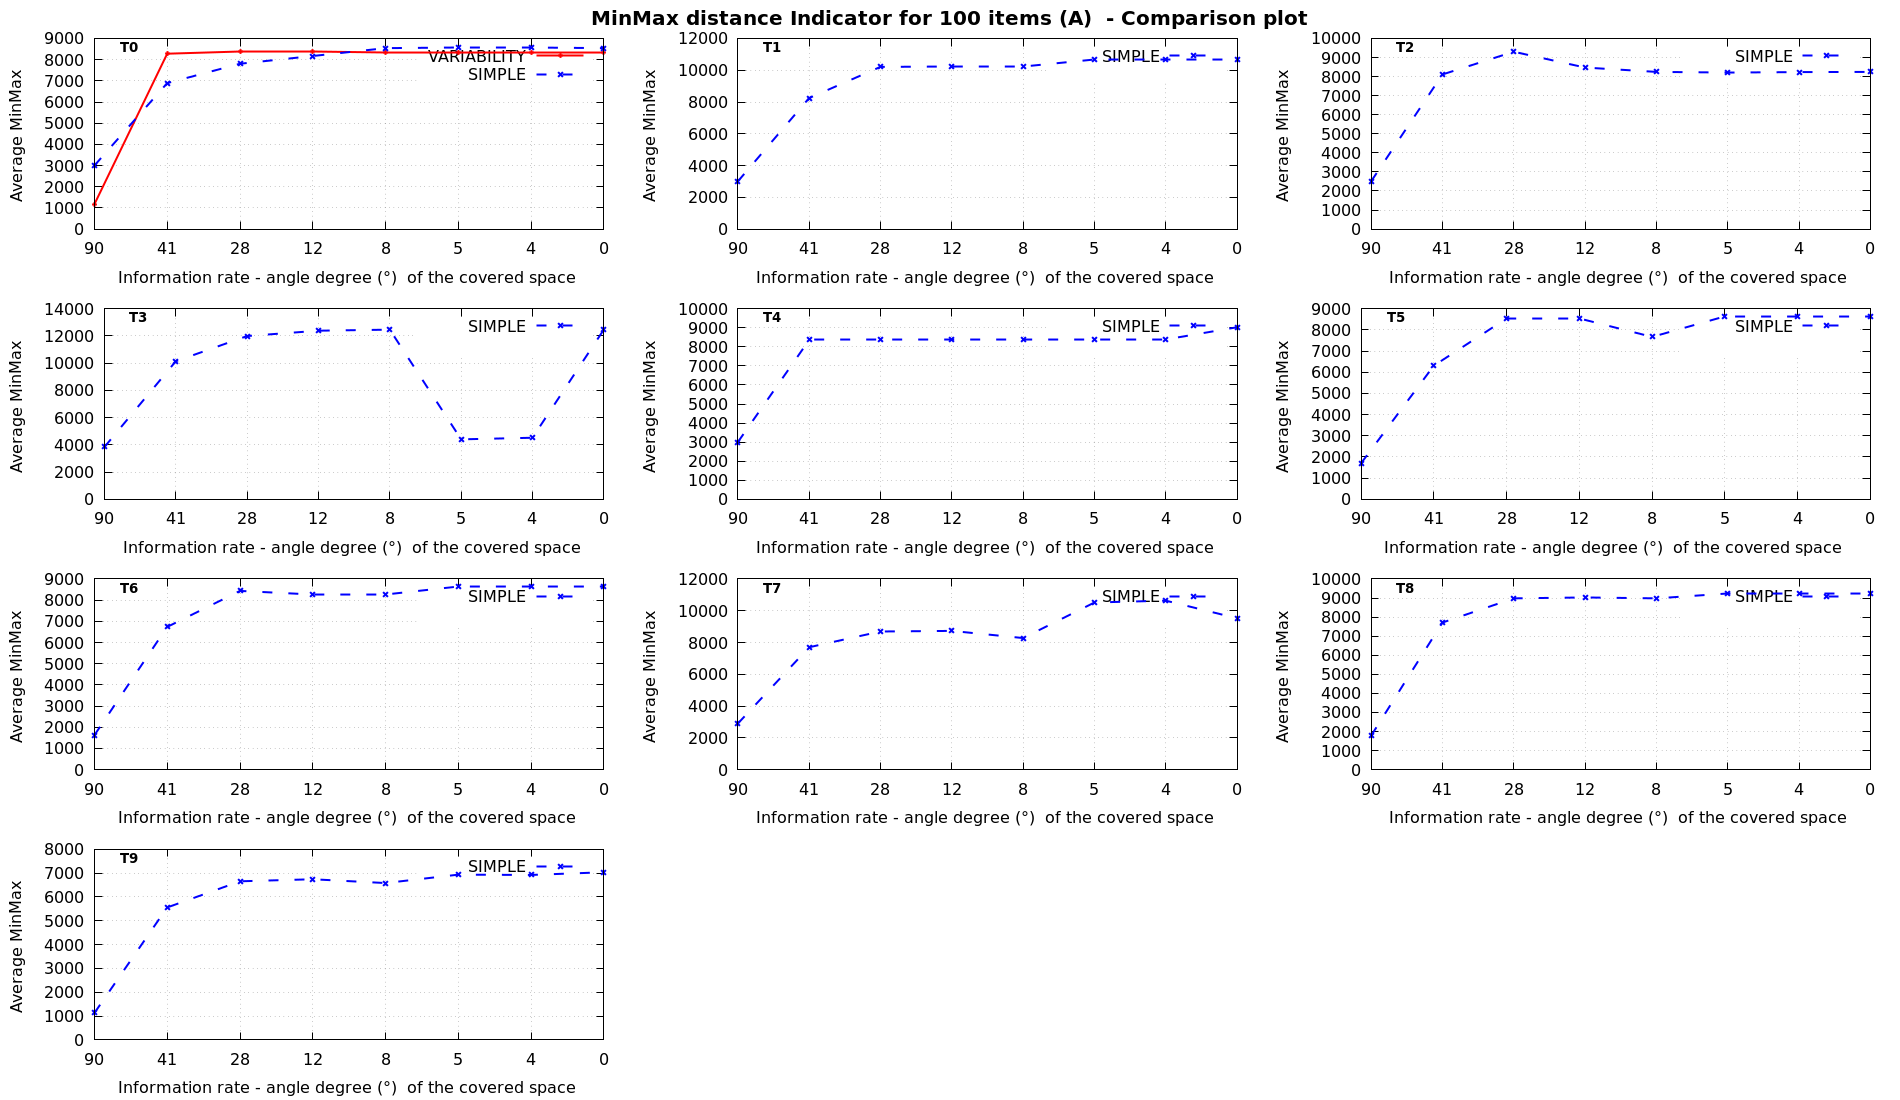 MinMax distance Indicator for 100 items (A)  - Comparison plot
T0
VARIABILITY
SIMPLE
Average MinMax
9000
8000
7000
6000
5000
4000
3000
2000
1000
0
90 41 28 12 8 5 4 0
Information rate - angle degree (°)  of the covered space
T1
SIMPLE
Average MinMax
12000
10000
8000
6000
4000
2000
0
90 41 28 12 8 5 4 0
Information rate - angle degree (°)  of the covered space
T2
SIMPLE
Average MinMax
10000
9000
8000
7000
6000
5000
4000
3000
2000
1000
0
90 41 28 12 8 5 4 0
Information rate - angle degree (°)  of the covered space
T3
SIMPLE
Average MinMax
14000
12000
10000
8000
6000
4000
2000
0
90 41 28 12 8 5 4 0
Information rate - angle degree (°)  of the covered space
T4
SIMPLE
Average MinMax
10000
9000
8000
7000
6000
5000
4000
3000
2000
1000
0
90 41 28 12 8 5 4 0
Information rate - angle degree (°)  of the covered space
T5
SIMPLE
Average MinMax
9000
8000
7000
6000
5000
4000
3000
2000
1000
0
90 41 28 12 8 5 4 0
Information rate - angle degree (°)  of the covered space
T6
SIMPLE
Average MinMax
9000
8000
7000
6000
5000
4000
3000
2000
1000
0
90 41 28 12 8 5 4 0
Information rate - angle degree (°)  of the covered space
T7
SIMPLE
Average MinMax
12000
10000
8000
6000
4000
2000
0
90 41 28 12 8 5 4 0
Information rate - angle degree (°)  of the covered space
T8
SIMPLE
Average MinMax
10000
9000
8000
7000
6000
5000
4000
3000
2000
1000
0
90 41 28 12 8 5 4 0
Information rate - angle degree (°)  of the covered space
T9
SIMPLE
Average MinMax
8000
7000
6000
5000
4000
3000
2000
1000
0
90 41 28 12 8 5 4 0
Information rate - angle degree (°)  of the covered space